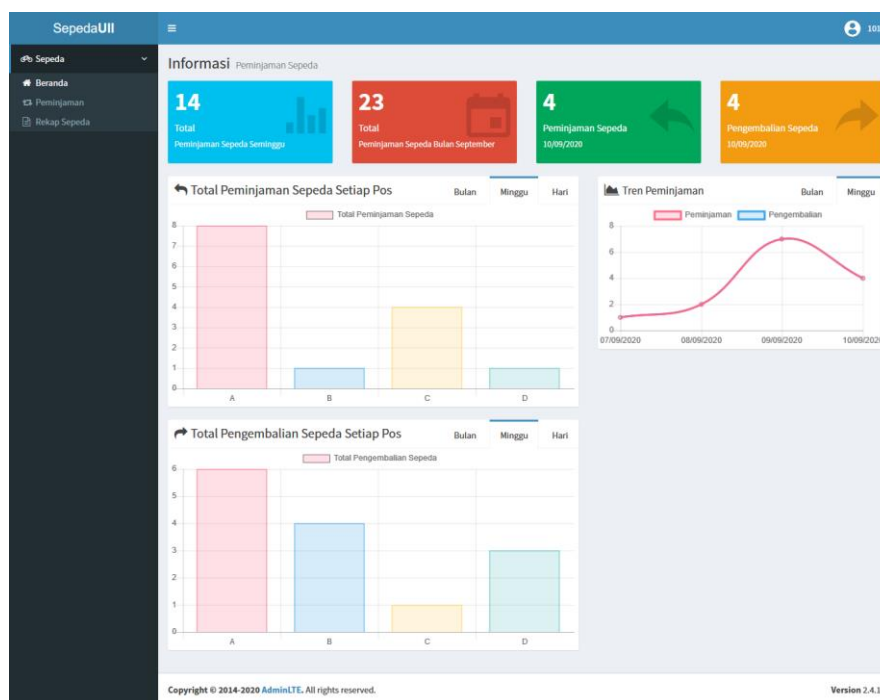 SepedaUII
101
Sepeda
Beranda
Peminjaman
Rekap Sepeda
Informasi Peminjaman Sepeda
14
Total
Peminjaman Sepeda Seminggu
23
Total
Peminjaman Sepeda Bulan September
4
Peminjaman Sepeda
10/09/2020
4
Pengembalian Sepeda
10/09/2020
Total Peminjaman Sepeda Setiap Pos Bulan Minggu Hari
Total Peminjaman Sepeda
8
7
6
5
4
3
2
1
0
A B C D
Tren Peminjaman Bulan Minggu
Peminjaman Pengembalian
8
6
4
2
0
07/09/2020 08/09/2020 09/09/2020 10/09/2020
Total Pengembalian Sepeda Setiap Pos Bulan Minggu Hari
Total Pengembalian Sepeda
6
5
4
3
2
1
0
A B C D
Copyright © 2014-2020 AdminLTE. All rights reserved. Version 2.4.1